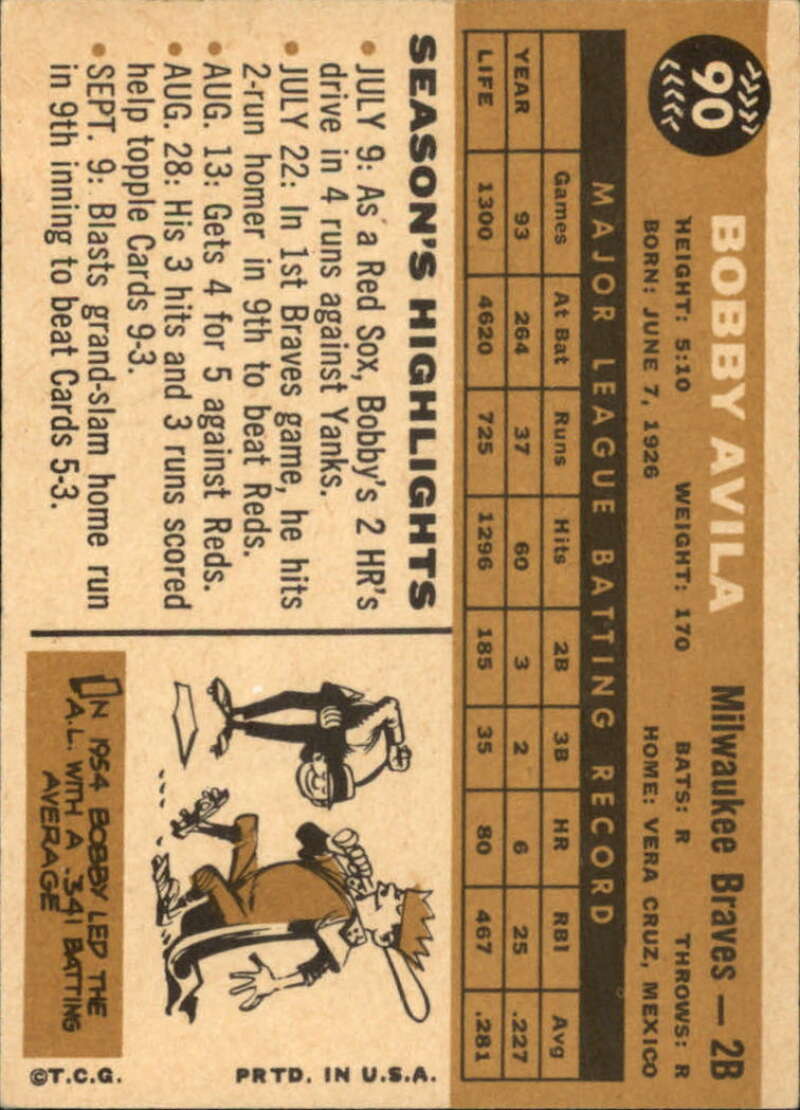 90
BOBBY AVILA
Milwaukee Braves — 2B
HEIGHT: 5:10 WEIGHT: 170 BATS: R THROWS: R
BORN: JUNE 7, 1926 HOME: VERA CRUZ, MEXICO
MAJOR LEAGUE BATTING RECORD
Games At Bat Runs Hits 2B 3B HR RBI Avg
YEAR 93 264 37 60 3 2 6 25 .227
LIFE 1300 4620 725 1296 185 35 80 467 .281
SEASON'S HIGHLIGHTS
• JULY 9: As a Red Sox, Bobby's 2 HR's
drive in 4 runs against Yanks.
• JULY 22: In 1st Braves game, he hits
2-run homer in 9th to beat Reds.
• AUG. 13: Gets 4 for 5 against Reds.
• AUG. 28: His 3 hits and 3 runs scored
help topple Cards 9-3.
• SEPT. 9: Blasts grand-slam home run
in 9th inning to beat Cards 5-3.
IN 1954 BOBBY LED THE
A.L. WITH A .341 BATTING
AVERAGE
©T.C.G. PRTD. IN U.S.A.